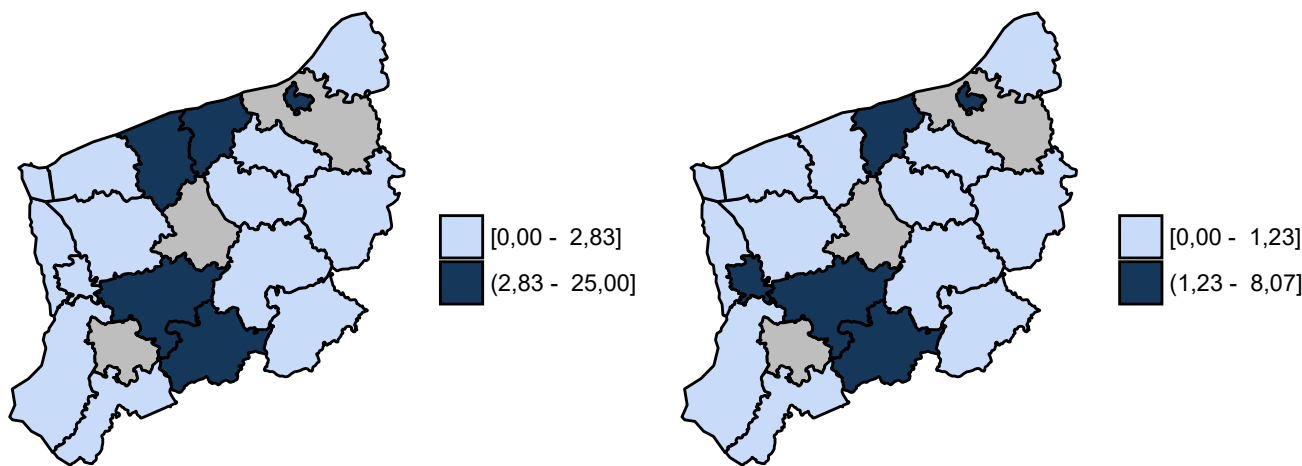 [0,00 -  2,83]
(2,83 -  25,00]
[0,00 -  1,23]
(1,23 -  8,07]